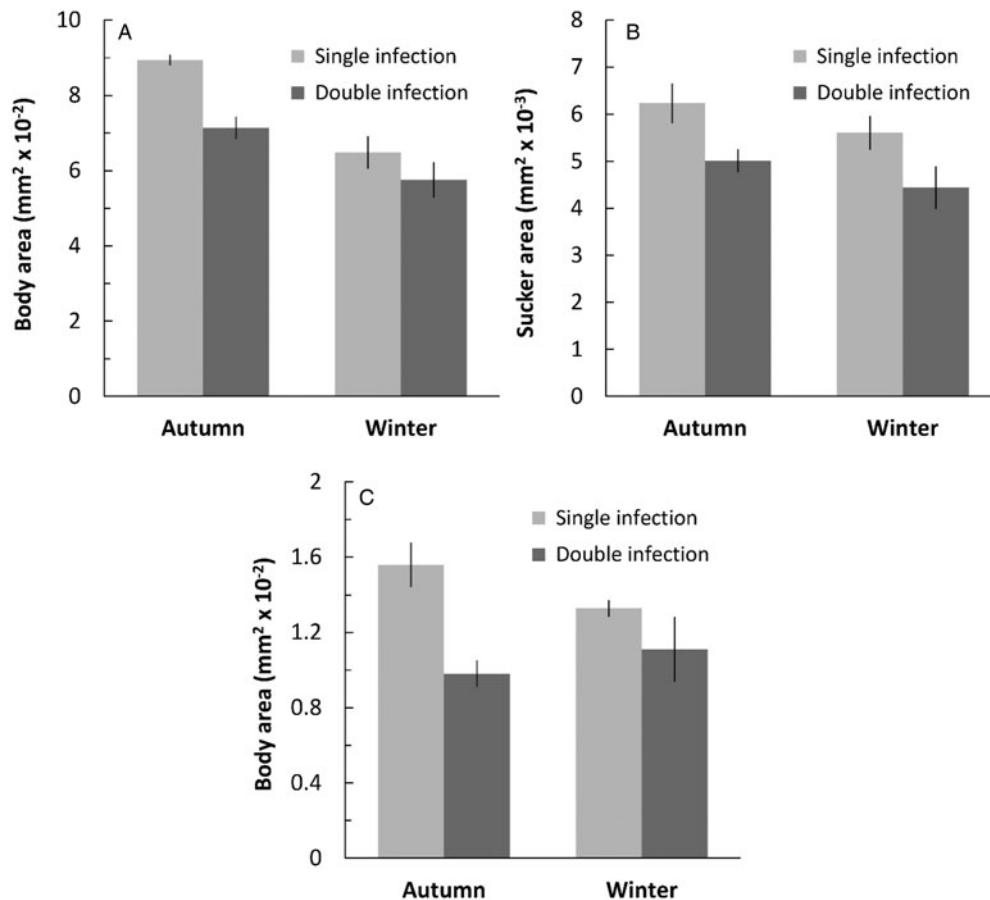 A
Single infection
Double infection
Body area (mm² x 10⁻²)
10
8
6
4
2
0
Autumn
Winter
B
Single infection
Double infection
Sucker area (mm² x 10⁻³)
8
7
6
5
4
3
2
1
0
Autumn
Winter
C
Single infection
Double infection
Body area (mm² x 10⁻²)
2
1.6
1.2
0.8
0.4
0
Autumn
Winter